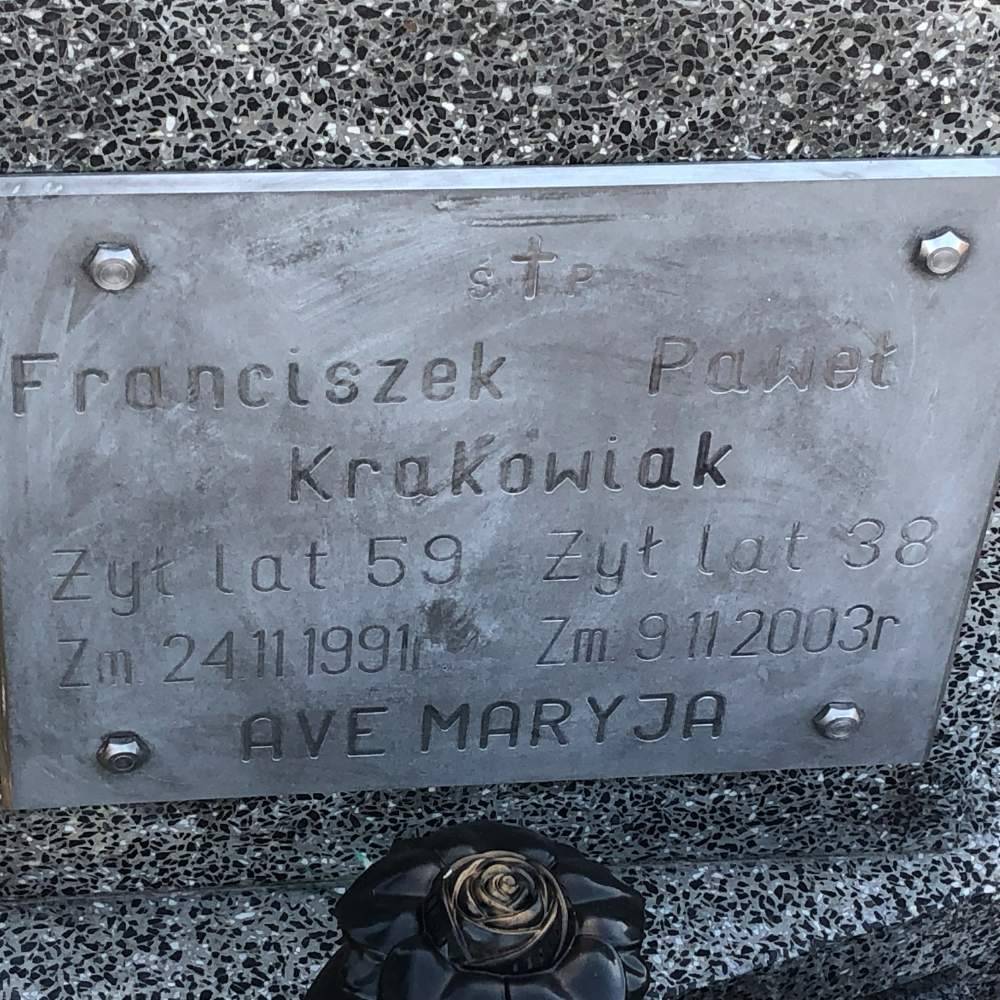 Ś † P
Franciszek Paweł
Krakowiak
Żył lat 59 Żył lat 38
Zm. 24.11.1991r. Zm. 9.11.2003r
AVE MARYJA